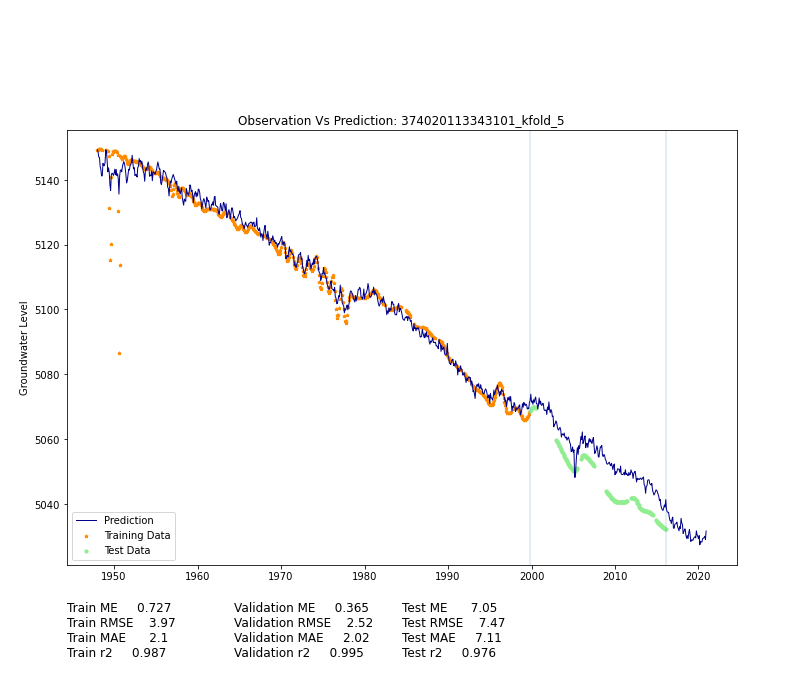 Observation Vs Prediction: 374020113343101_kfold_5
Groundwater Level
5140
5120
5100
5080
5060
5040
Prediction
Training Data
Test Data
1950 1960 1970 1980 1990 2000 2010 2020
Train ME 0.727 Validation ME 0.365 Test ME 7.05
Train RMSE 3.97 Validation RMSE 2.52 Test RMSE 7.47
Train MAE 2.1 Validation MAE 2.02 Test MAE 7.11
Train r2 0.987 Validation r2 0.995 Test r2 0.976